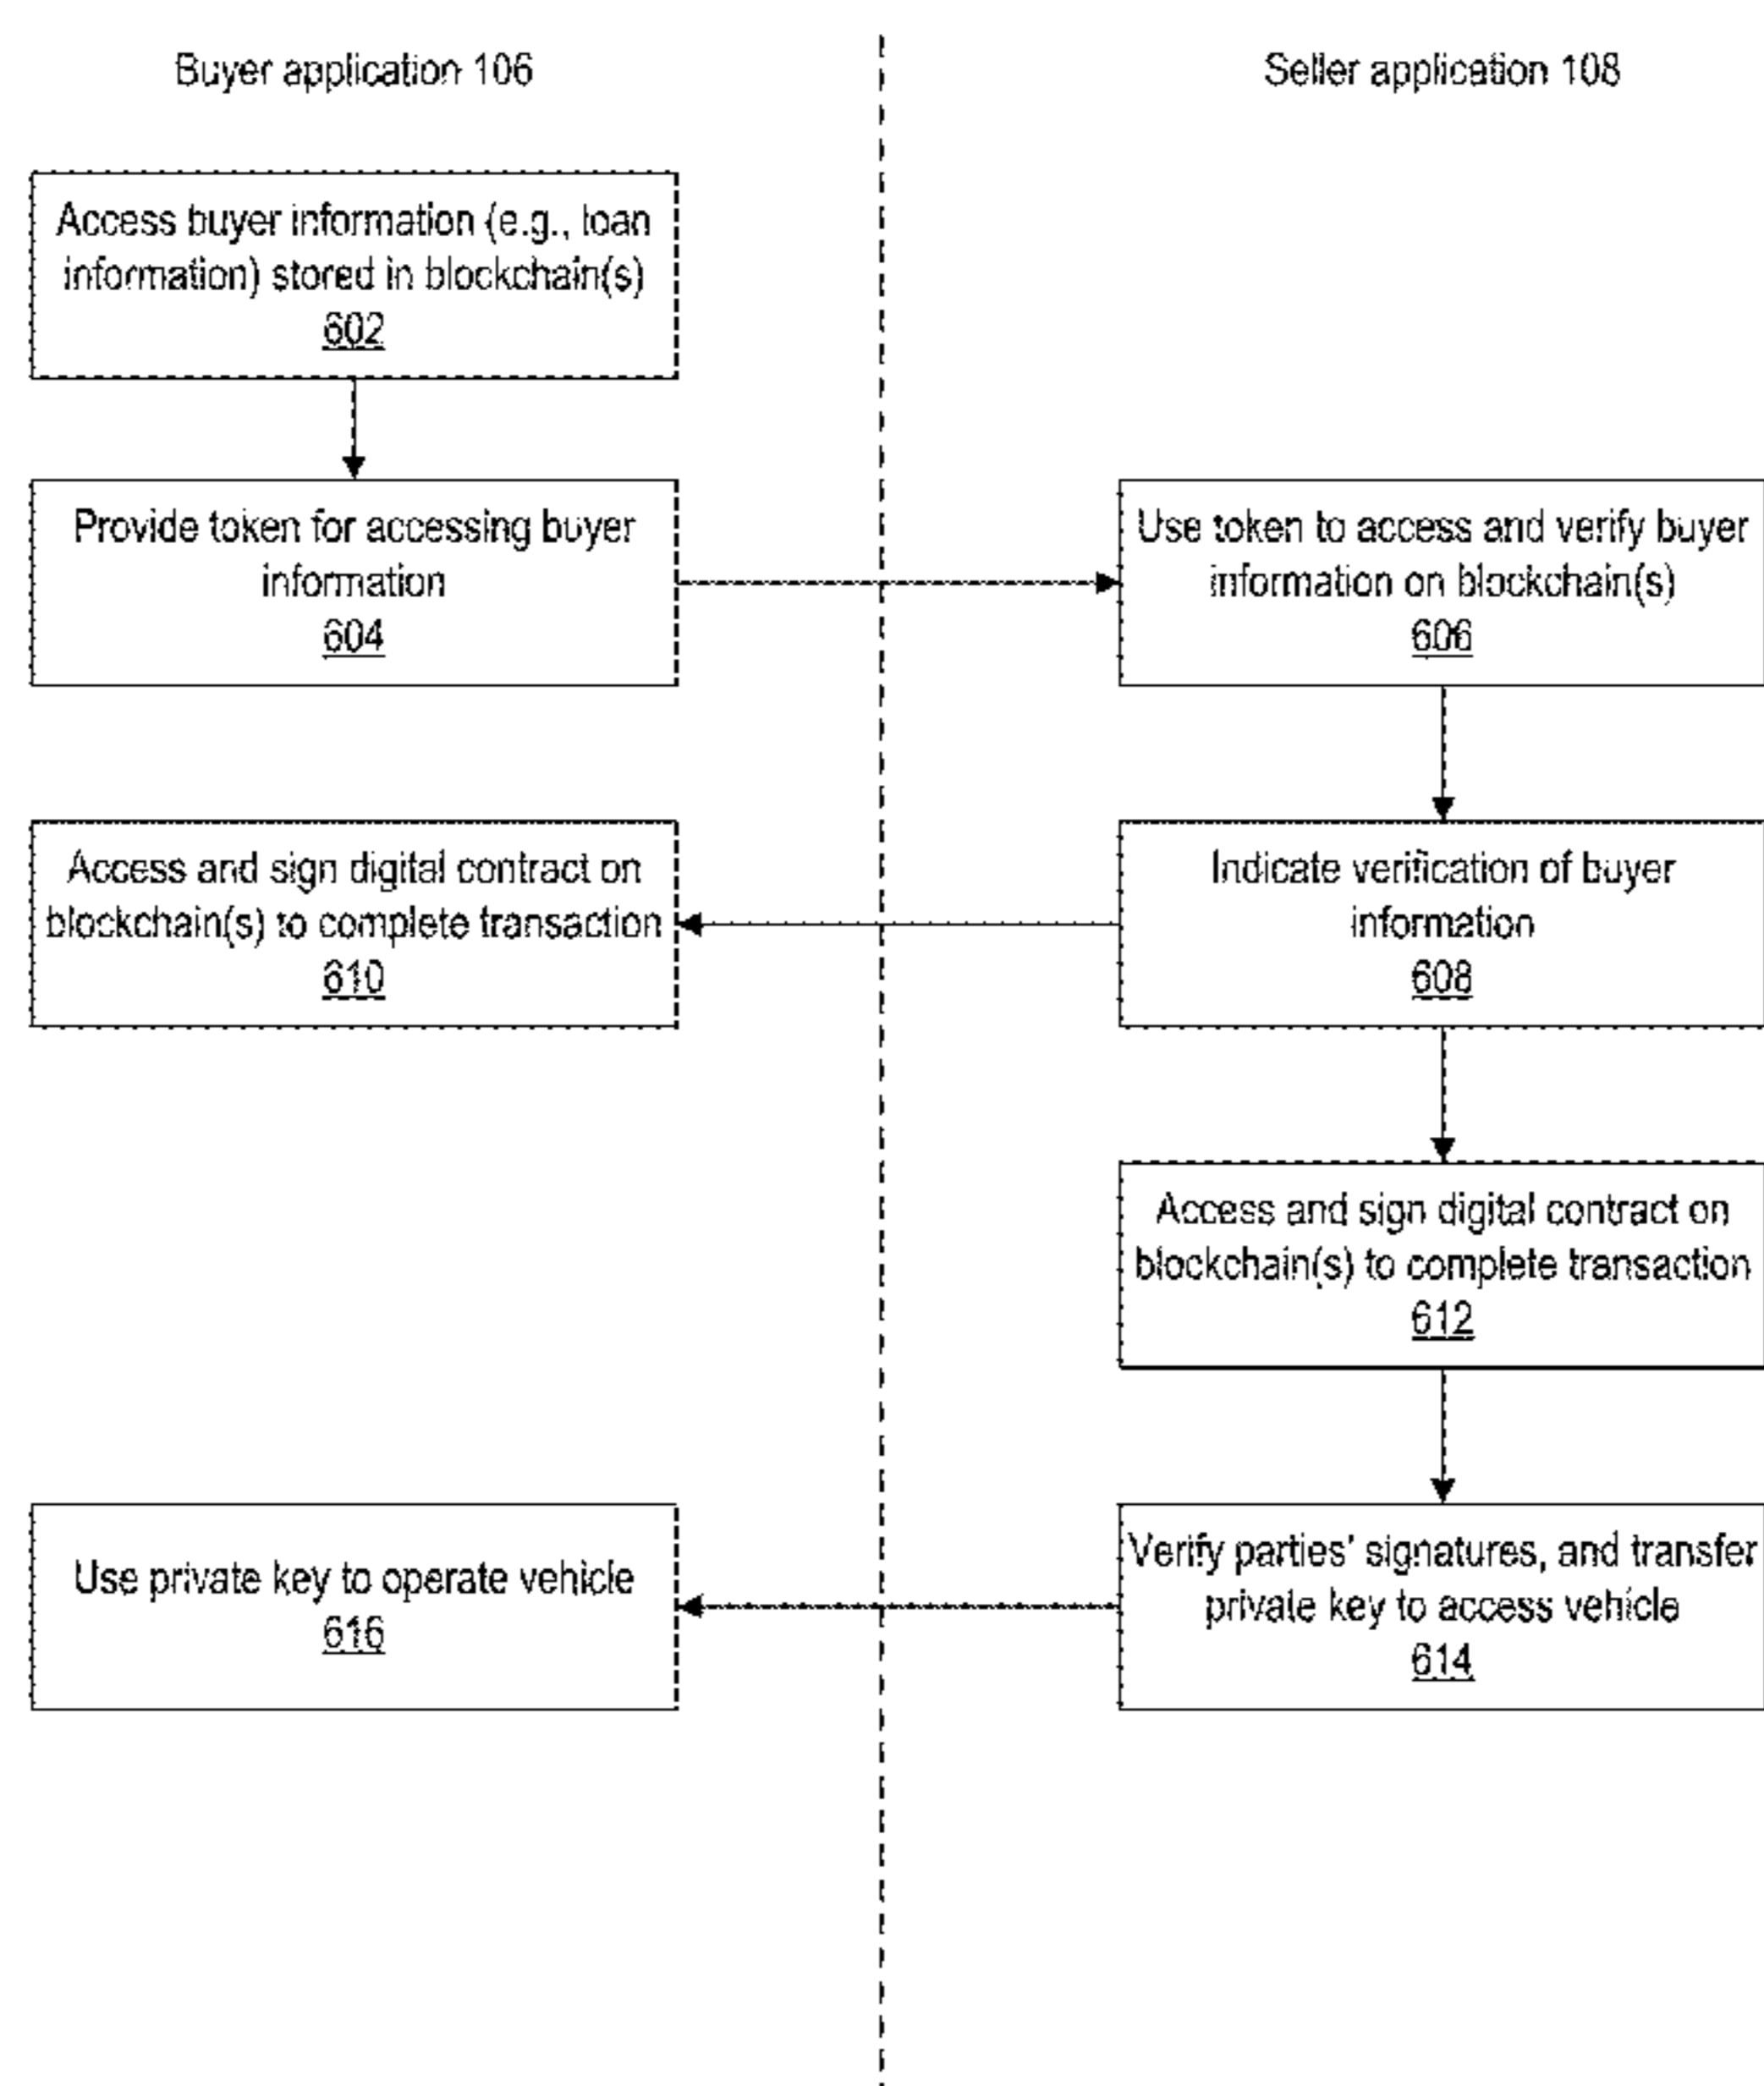 Buyer application 106
Seller application 108
Access buyer information (e.g., loan
information) stored in blockchain(s)
602
Provide token for accessing buyer
information
604
Use token to access and verify buyer
information on blockchain(s)
606
Indicate verification of buyer
information
608
Access and sign digital contract on
blockchain(s) to complete transaction
610
Access and sign digital contract on
blockchain(s) to complete transaction
612
Verify parties' signatures, and transfer
private key to access vehicle
614
Use private key to operate vehicle
616